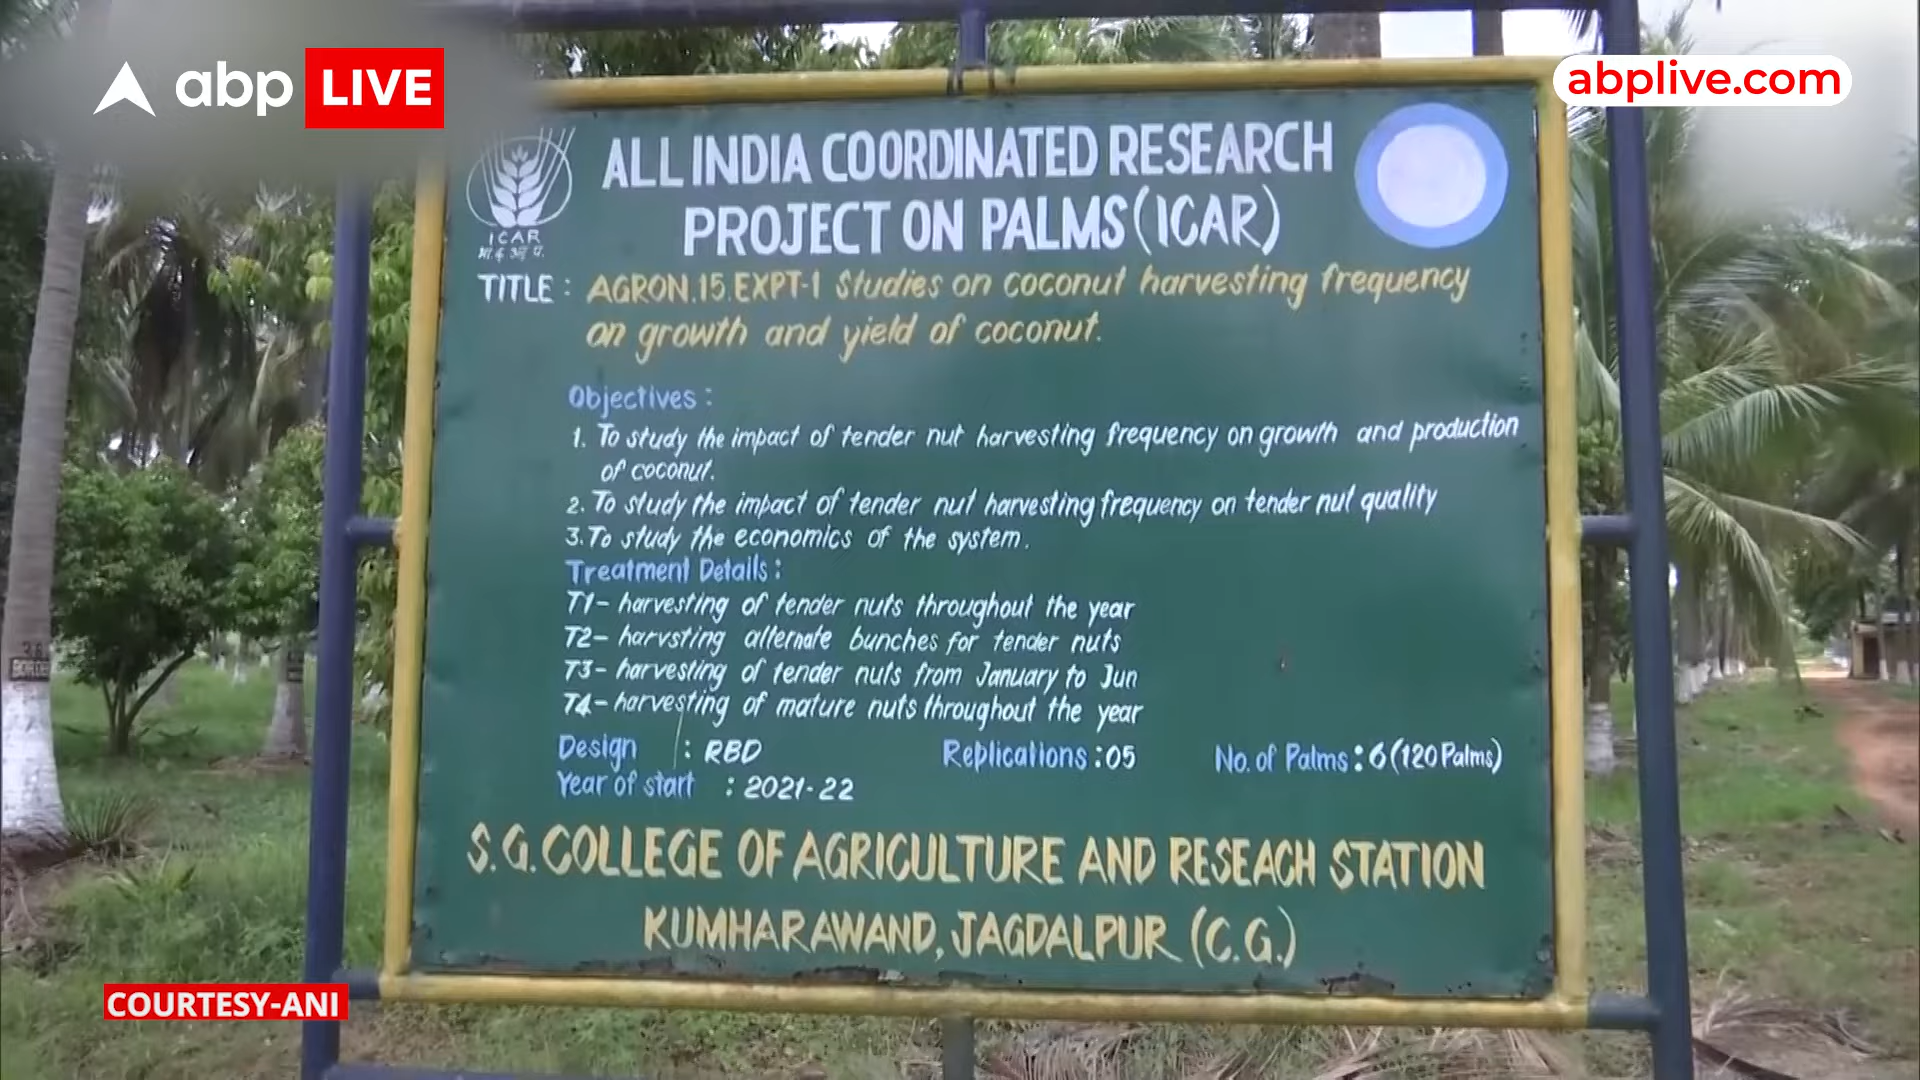 abp LIVE
abplive.com
ALL INDIA COORDINATED RESEARCH
PROJECT ON PALMS (ICAR)
ICAR
TITLE : AGRON.15.EXPT-1 Studies on coconut harvesting frequency
on growth and yield of coconut.
Objectives :
1. To study the impact of tender nut harvesting frequency on growth and production
of coconut.
2. To study the impact of tender nut harvesting frequency on tender nut quality
3. To study the economics of the system.
Treatment Details :
T1- harvesting of tender nuts throughout the year
T2- harvsting alternate bunches for tender nuts
T3- harvesting of tender nuts from January to Jun
T4- harvesting of mature nuts throughout the year
Design : RBD Replications : 05 No. of Palms : 6 (120 Palms)
Year of start : 2021-22
S.G. COLLEGE OF AGRICULTURE AND RESEACH STATION
KUMHARAWAND, JAGDALPUR (C.G.)
COURTESY-ANI